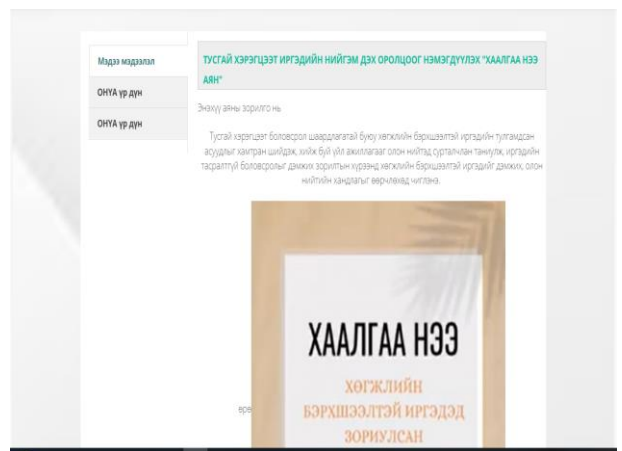 Мэдээ мэдээлэл
ОНҮА үр дүн
ОНҮА үр дүн
ТУСГАЙ ХЭРЭГЦЭЭТ ИРГЭДИЙН НИЙГЭМ ДЭХ ОРОЛЦООГ НЭМЭГДҮҮЛЭХ "ХААЛГАА НЭЭ
АЯН"
Энэхүү аяны зорилго нь
Тусгай хэрэгцээт боловсрол шаардлагатай буюу хөгжлийн бэрхшээлтэй иргэдийн тулгамдсан
асуудлыг хамтран шийдэж, хийж буй үйл ажиллагааг олон нийтэд сурталчлан таниулж, иргэдийн
тасралтгүй боловсролыг дэмжих зорилтын хүрээнд хөгжлийн бэрхшээлтэй иргэдийг дэмжих, олон
нийтийн хандлагыг өөрчлөхөд чиглэнэ.
ХААЛГАА НЭЭ
ХӨГЖЛИЙН
БЭРХШЭЭЛТЭЙ ИРГЭДЭД
ЗОРИУЛСАН